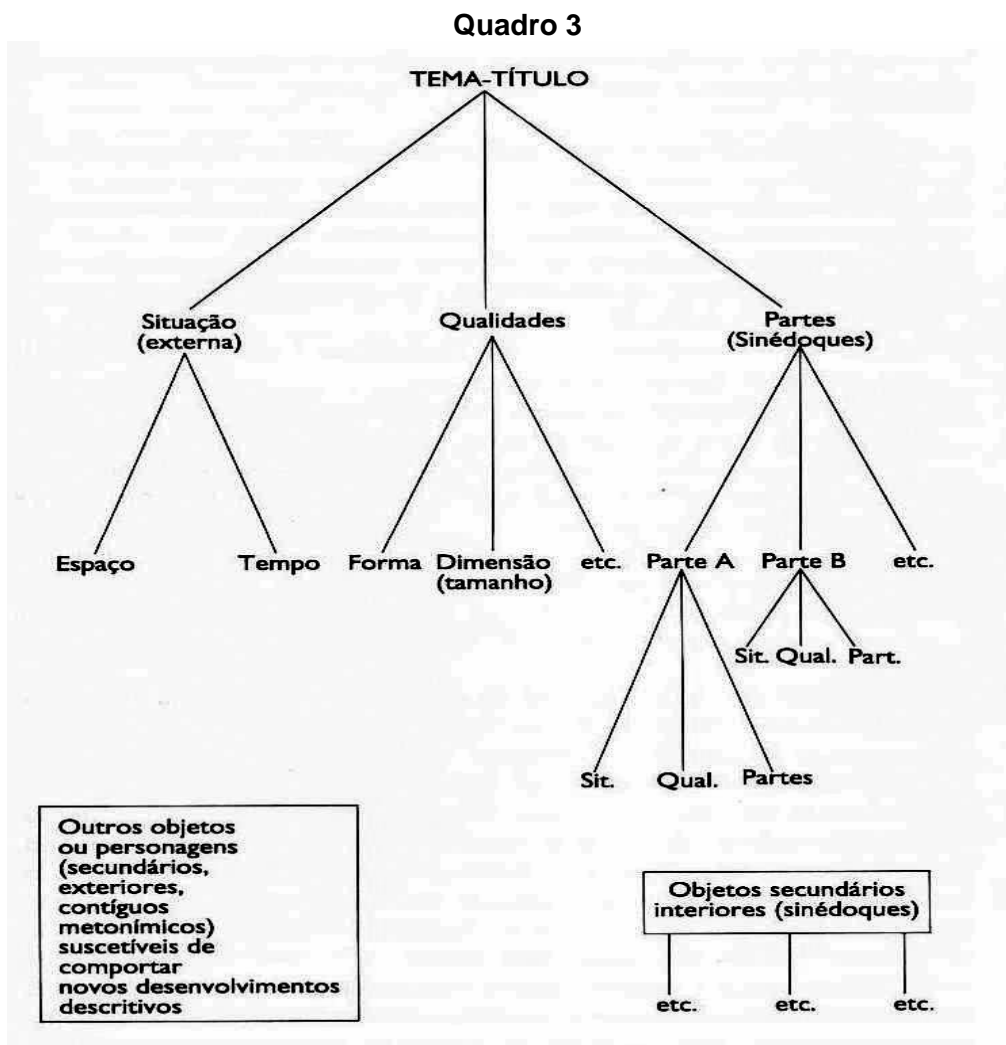 Quadro 3
TEMA-TÍTULO
Situação
(externa)
Qualidades
Partes
(Sinédoques)
Espaço
Tempo
Forma
Dimensão
(tamanho)
etc.
Parte A
Parte B
etc.
Sit. Qual. Part.
Sit. Qual. Partes
Outros objetos
ou personagens
(secundários,
exteriores,
contíguos
metonímicos)
suscetíveis de
comportar
novos desenvolvimentos
descritivos
Objetos secundários
interiores (sinédoques)
etc. etc. etc.